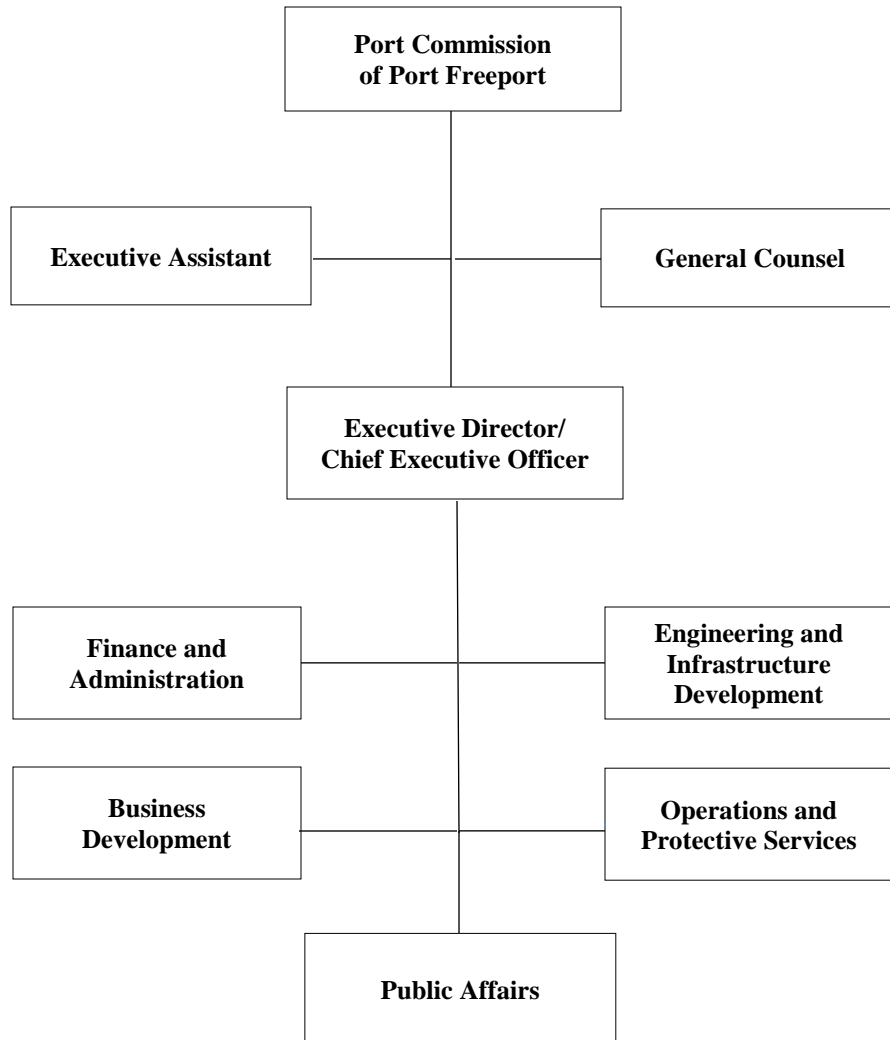 Port Commission
of Port Freeport
Executive Assistant
General Counsel
Executive Director/
Chief Executive Officer
Finance and
Administration
Engineering and
Infrastructure
Development
Business
Development
Operations and
Protective Services
Public Affairs